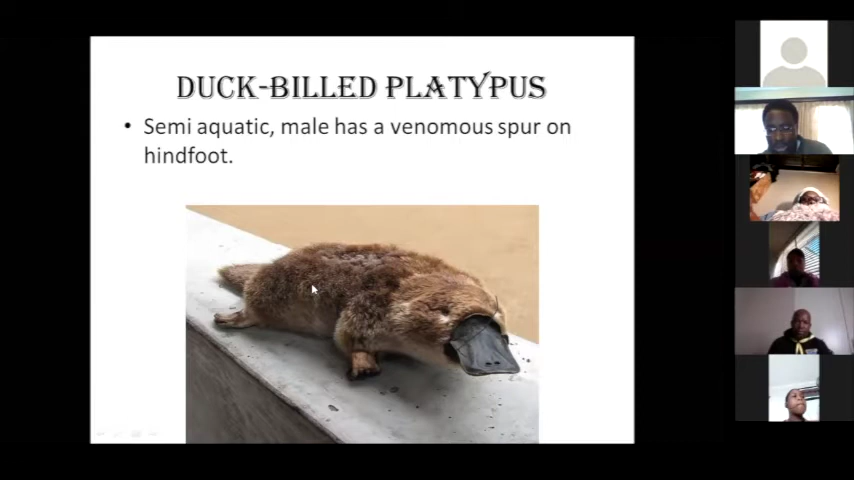 DUCK-BILLED PLATYPUS
• Semi aquatic, male has a venomous spur on
hindfoot.